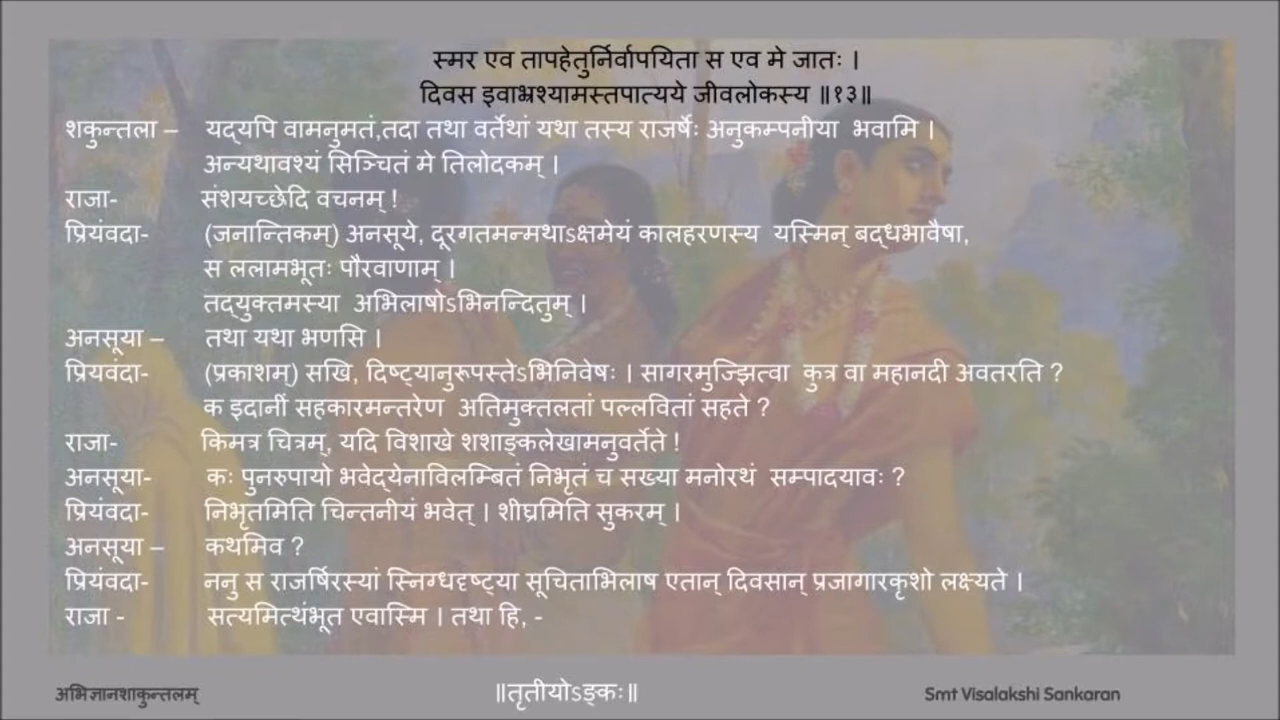 स्मर एव तापहेतुर्निर्वापयिता स एव मे जातः ।
दिवस इवाभ्रश्यामस्तपात्यये जीवलोकस्य ॥१३॥
शकुन्तला – यद्यपि वामनुमतं,तदा तथा वर्तेथां यथा तस्य राजर्षेः अनुकम्पनीया भवामि ।
अन्यथावश्यं सिञ्चितं मे तिलोदकम् ।
राजा- संशयच्छेदि वचनम् !
प्रियंवदा- (जनान्तिकम्) अनसूये, दूरगतमन्मथाऽक्षमेयं कालहरणस्य यस्मिन् बद्धभावैषा,
स ललामभूतः पौरवाणाम् ।
तद्युक्तमस्या अभिलाषोऽभिनन्दितुम् ।
अनसूया – तथा यथा भणसि ।
प्रियवंदा- (प्रकाशम्) सखि, दिष्ट्यानुरूपस्तेऽभिनिवेषः । सागरमुज्झित्वा कुत्र वा महानदी अवतरति ?
क इदानीं सहकारमन्तरेण अतिमुक्तलतां पल्लवितां सहते ?
राजा- किमत्र चित्रम्, यदि विशाखे शशाङ्कलेखामनुवर्तेते !
अनसूया- कः पुनरुपायो भवेद्येनाविलम्बितं निभृतं च सख्या मनोरथं सम्पादयावः ?
प्रियंवदा- निभृतमिति चिन्तनीयं भवेत् । शीघ्रमिति सुकरम् ।
अनसूया – कथमिव ?
प्रियंवदा- ननु स राजर्षिरस्यां स्निग्धदृष्ट्या सूचिताभिलाष एतान् दिवसान् प्रजागारकृशो लक्ष्यते ।
राजा - सत्यमित्थंभूत एवास्मि । तथा हि, -
अभिज्ञानशाकुन्तलम् ॥तृतीयोऽङ्कः॥ Smt Visalakshi Sankaran